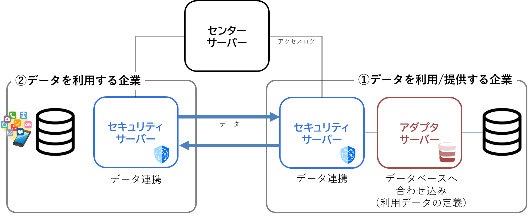 センター
サーバー
アクセスログ
②データを利用する企業
①データを利用/提供する企業
セキュリティ
サーバー
データ
セキュリティ
サーバー
アダプタ
サーバー
データ連携
データ連携
データベースへ
合わせ込み
(利用データの定義)